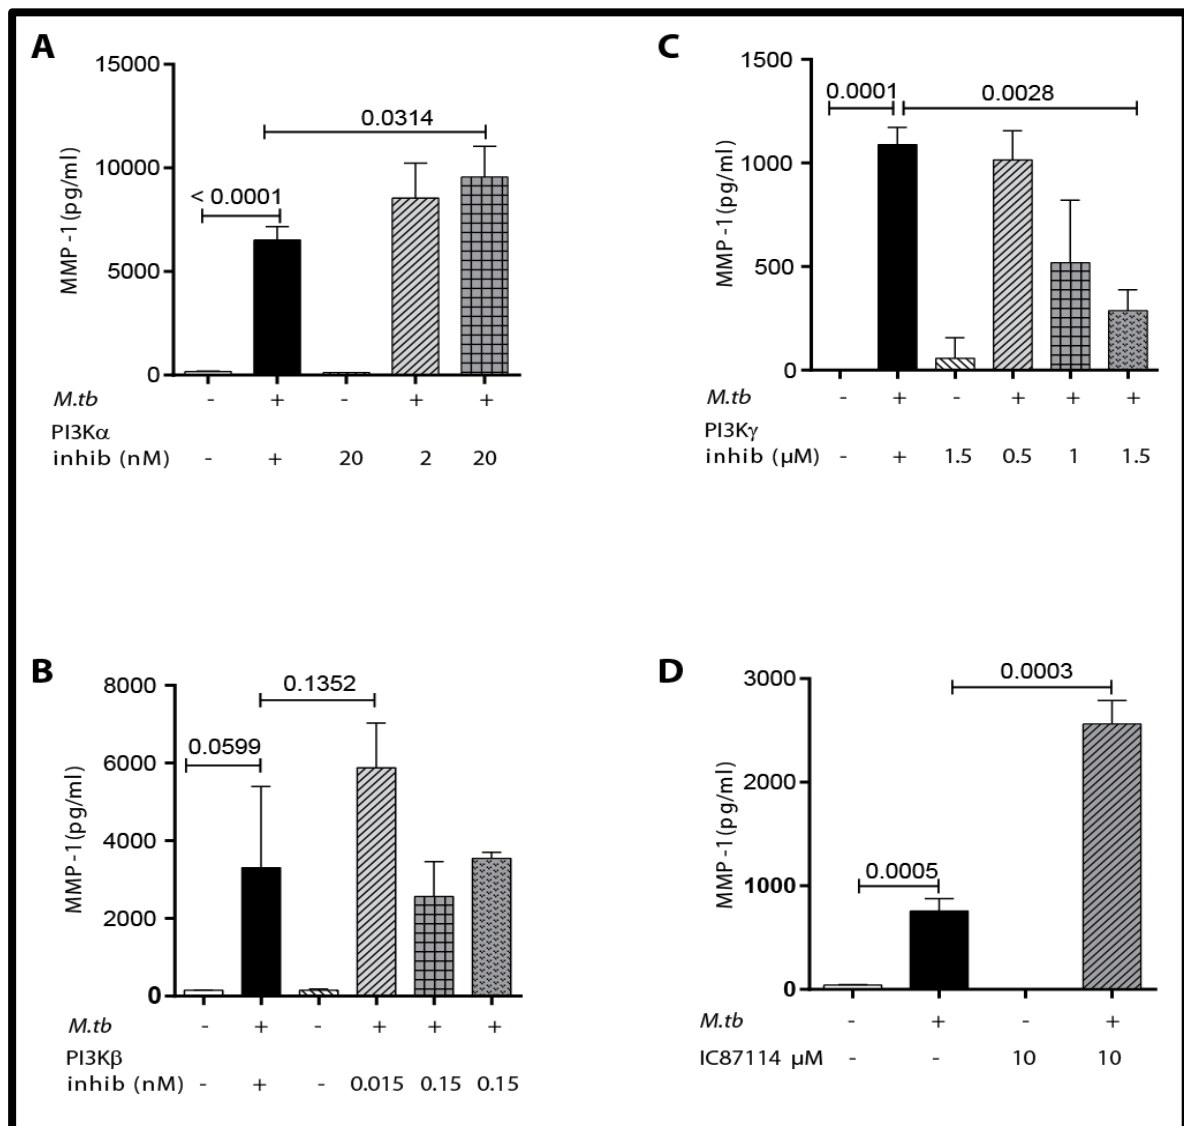 A
MMP -1(pg/ml)
15000
10000
5000
0
< 0.0001
0.0314
M.tb - + - + +
PI3Kα
inhib (nM) - + 20 2 20
C
MMP -1(pg/ml)
1500
1000
500
0
0.0001
0.0028
M.tb - + - + + +
PI3Kγ
inhib (μM) - + 1.5 0.5 1 1.5
B
MMP -1(pg/ml)
8000
6000
4000
2000
0
0.0599
0.1352
M.tb - + - + + +
PI3Kβ
inhib (nM) - + - 0.015 0.15 0.15
D
MMP -1(pg/ml)
3000
2000
1000
0
0.0005
0.0003
M.tb - + - +
IC87114 μM - - 10 10